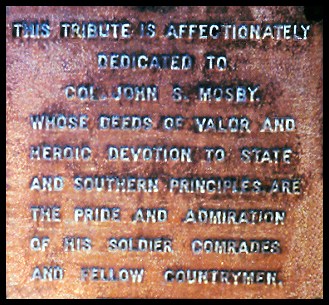 THIS TRIBUTE IS AFFECTIONATELY
DEDICATED TO
COL. JOHN S. MOSBY,
WHOSE DEEDS OF VALOR AND
HEROIC DEVOTION TO STATE
AND SOUTHERN PRINCIPLES ARE
THE PRIDE AND ADMIRATION
OF HIS SOLDIER COMRADES
AND FELLOW COUNTRYMEN.